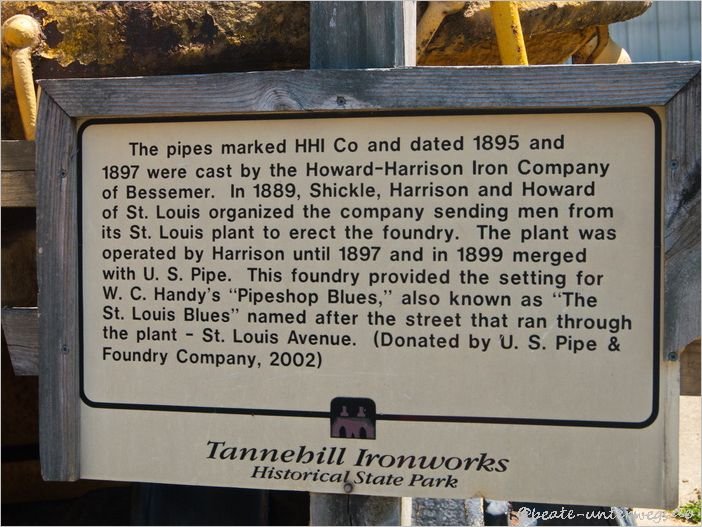 The pipes marked HHI Co and dated 1895 and
1897 were cast by the Howard-Harrison Iron Company
of Bessemer. In 1889, Shickle, Harrison and Howard
of St. Louis organized the company sending men from
its St. Louis plant to erect the foundry. The plant was
operated by Harrison until 1897 and in 1899 merged
with U. S. Pipe. This foundry provided the setting for
W. C. Handy's "Pipeshop Blues," also known as "The
St. Louis Blues" named after the street that ran through
the plant - St. Louis Avenue. (Donated by U. S. Pipe &
Foundry Company, 2002)
Tannehill Ironworks
Historical State Park
©beate-unterwegs.de